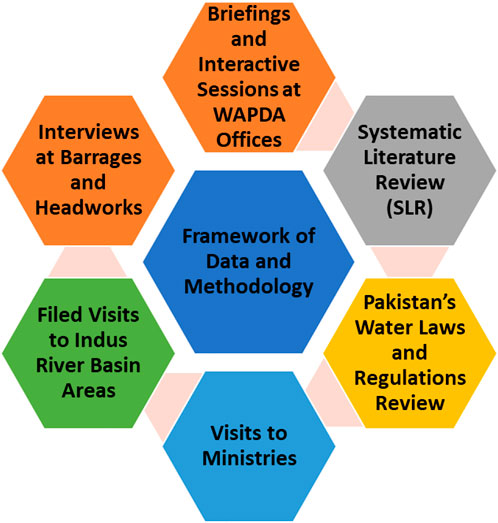 Briefings
and
Interactive
Sessions at
WAPDA
Offices
Systematic
Literature
Review
(SLR)
Pakistan’s
Water Laws
and
Regulations
Review
Visits to
Ministries
Filed Visits
to Indus
River Basin
Areas
Interviews
at Barrages
and
Headworks
Framework of
Data and
Methodology